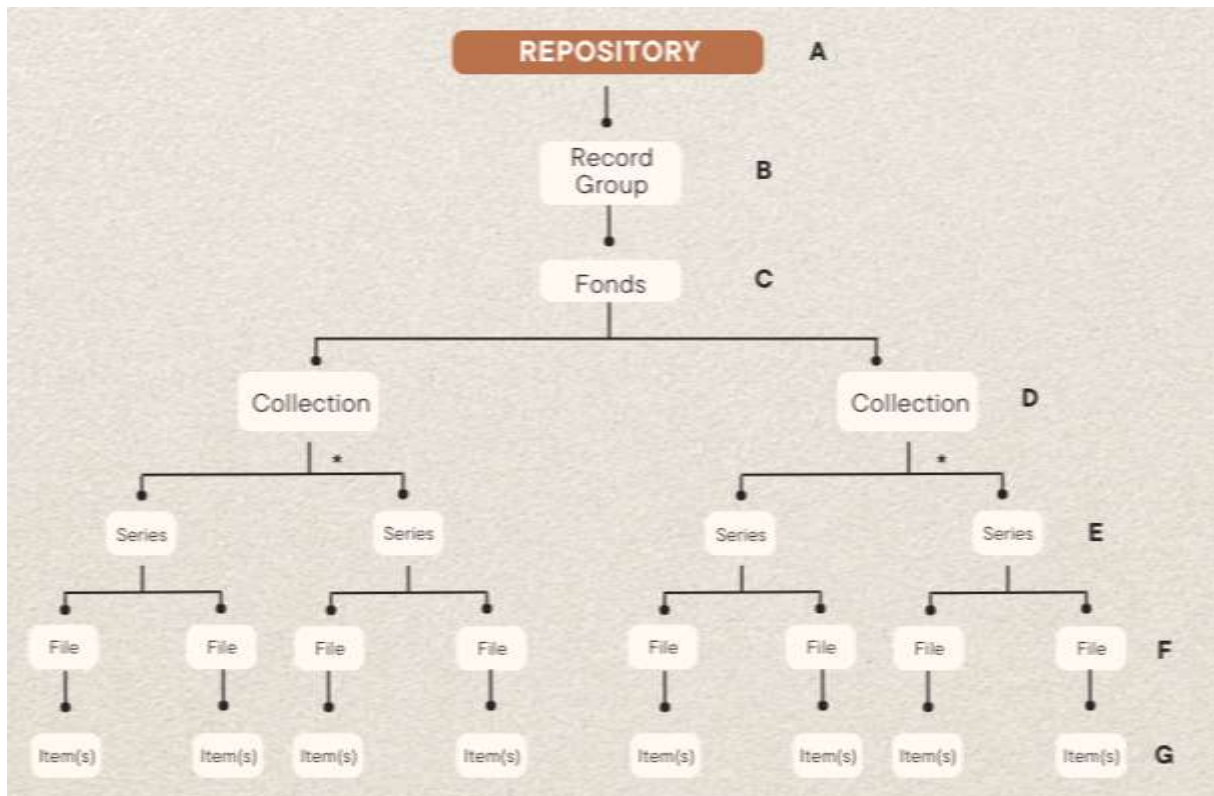 REPOSITORY A
Record
Group B
Fonds C
Collection Collection D
* *
Series Series Series Series E
File File File File File File File File F
Item(s) Item(s) Item(s) Item(s) Item(s) Item(s) Item(s) Item(s) G